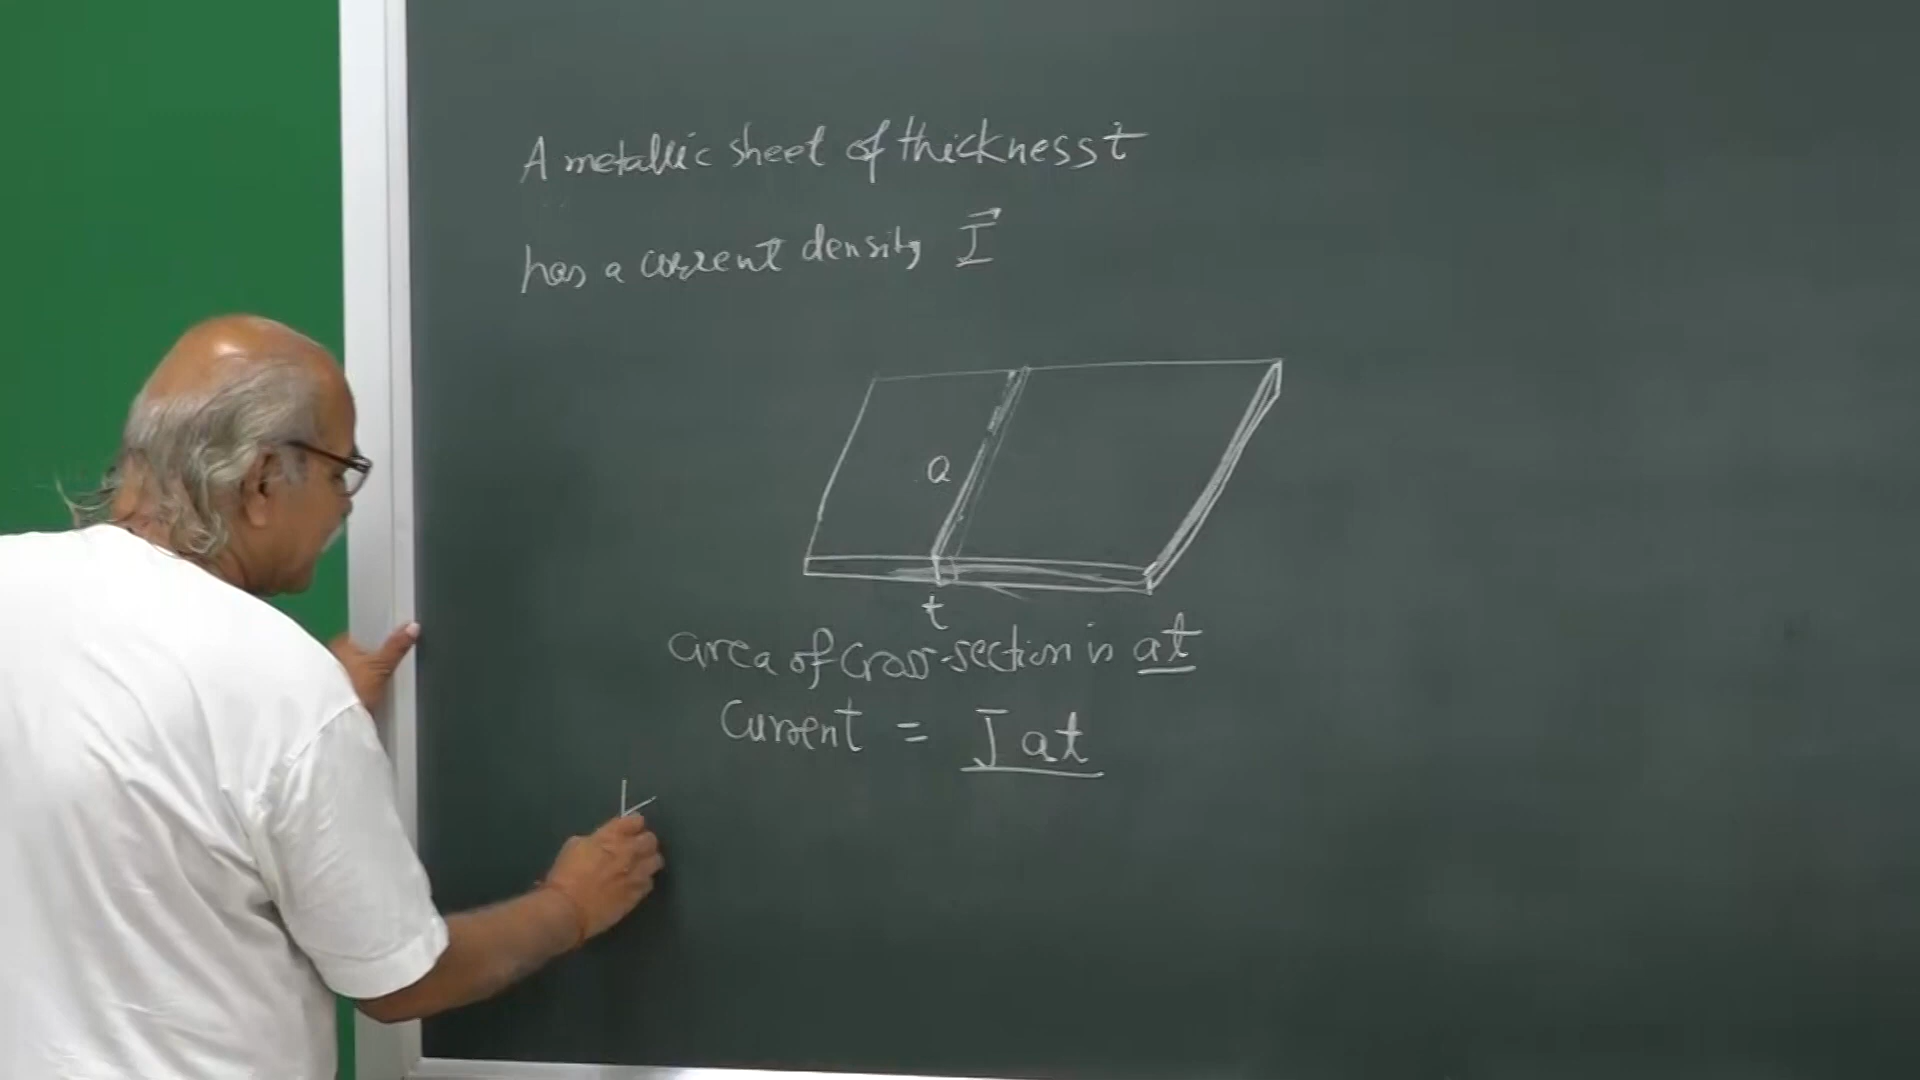 A metallic sheet of thickness t
has a current density J⃗
a
t
area of cross-section is at
Current = J at
K